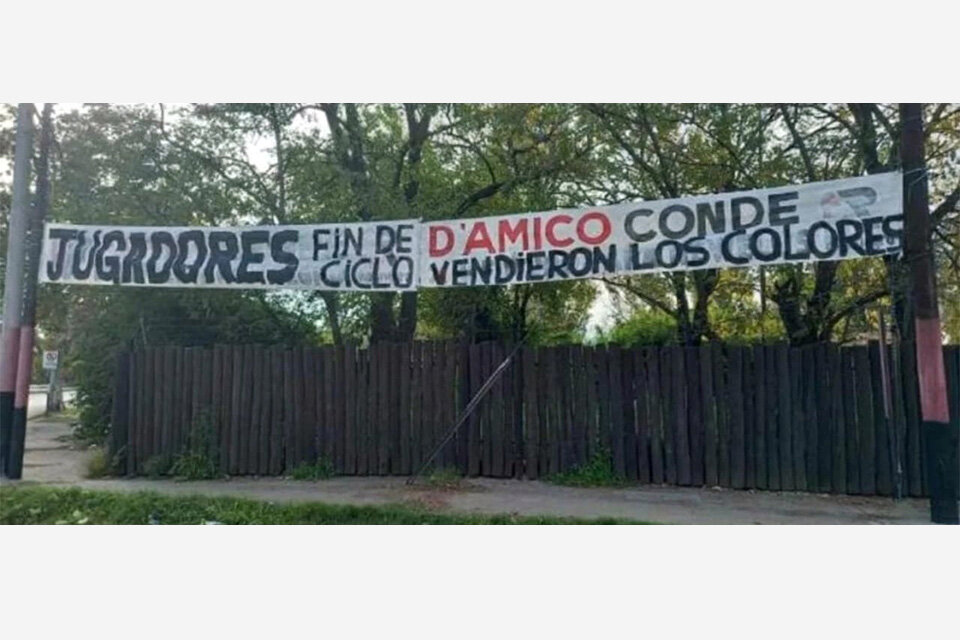 JUGADORES FIN DE
CICLO
D'AMICO CONDE
VENDIERON LOS COLORES